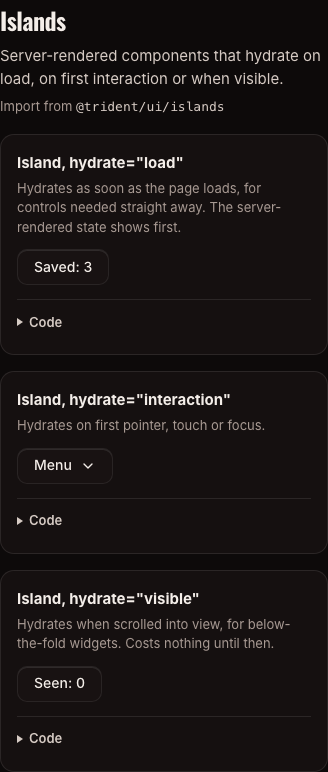 Islands
Server-rendered components that hydrate on
load, on first interaction or when visible.
Import from @trident/ui/islands
Island, hydrate="load"
Hydrates as soon as the page loads, for
controls needed straight away. The server-
rendered state shows first.
Saved: 3
Code
Island, hydrate="interaction"
Hydrates on first pointer, touch or focus.
Menu
Code
Island, hydrate="visible"
Hydrates when scrolled into view, for below-
the-fold widgets. Costs nothing until then.
Seen: 0
Code